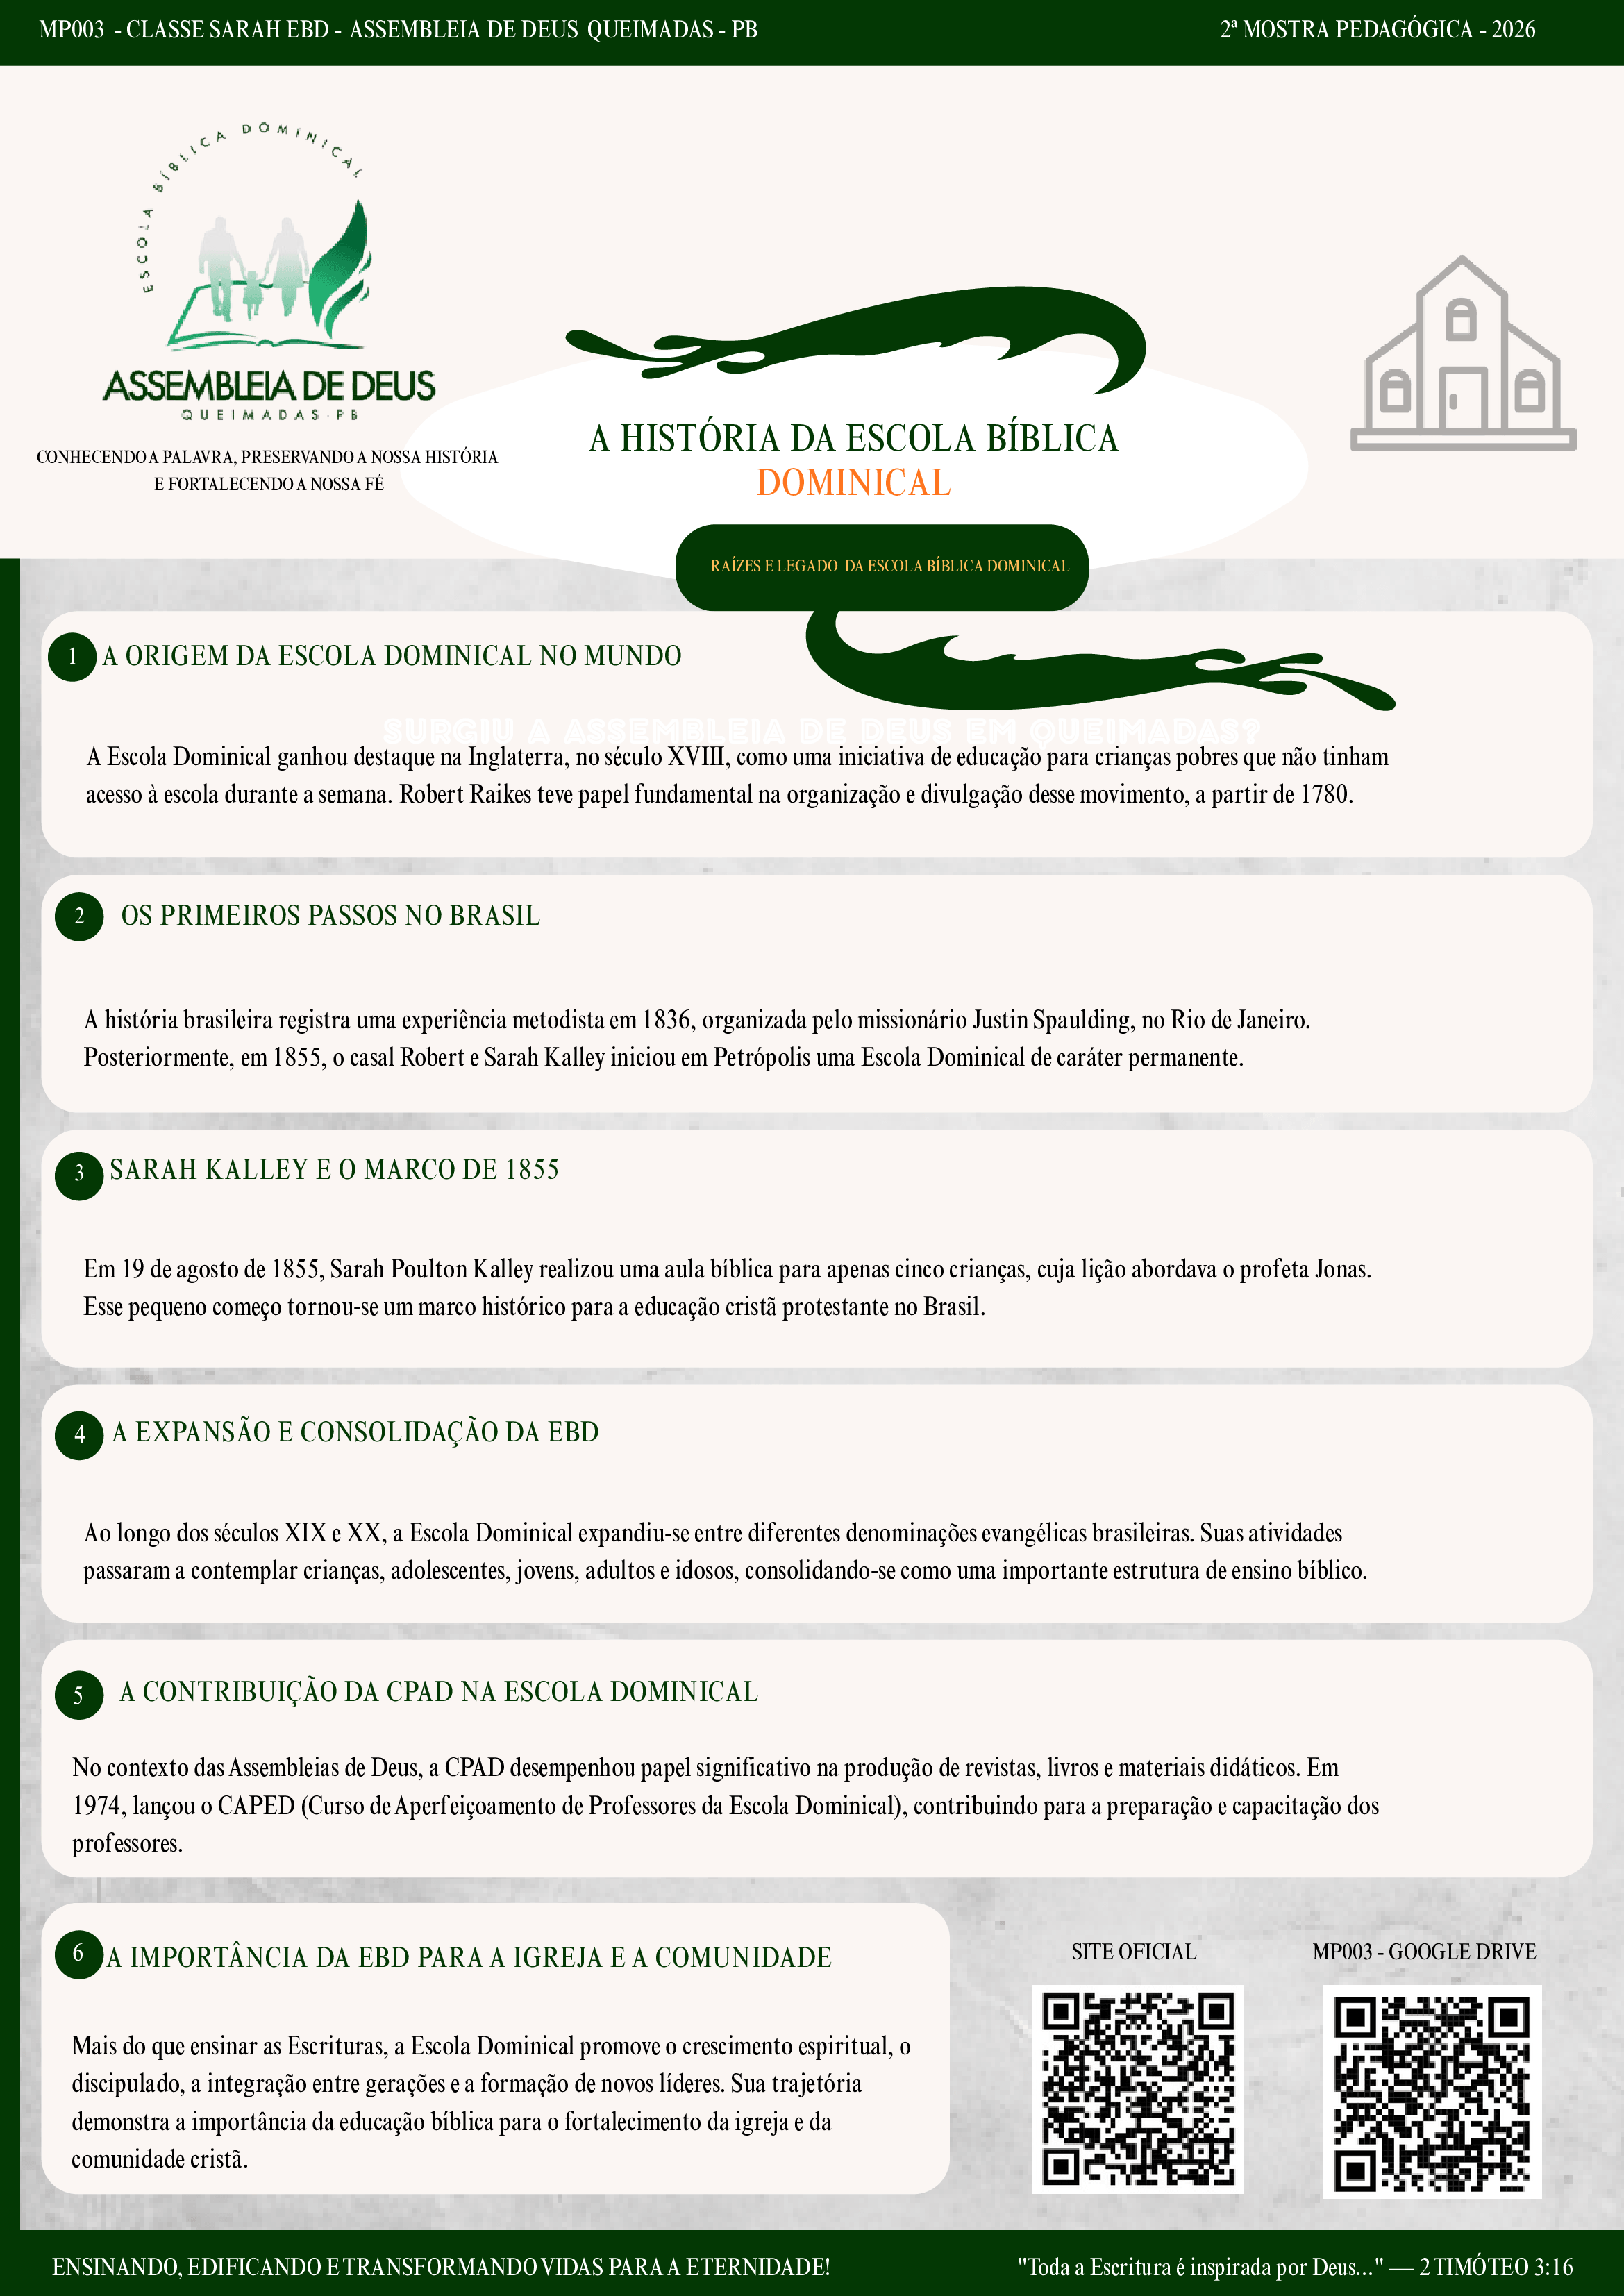 MP003 - CLASSE SARAH EBD - ASSEMBLEIA DE DEUS QUEIMADAS - PB
2ª MOSTRA PEDAGÓGICA - 2026
ESCOLA BÍBLICA DOMINICAL
ASSEMBLEIA DE DEUS
QUEIMADAS-PB
CONHECENDO A PALAVRA, PRESERVANDO A NOSSA HISTÓRIA
E FORTALECENDO A NOSSA FÉ
A HISTÓRIA DA ESCOLA BÍBLICA
DOMINICAL
RAÍZES E LEGADO DA ESCOLA BÍBLICA DOMINICAL
1 A ORIGEM DA ESCOLA DOMINICAL NO MUNDO
SURGIU A ASSEMBLEIA DE DEUS EM QUEIMADAS?
A Escola Dominical ganhou destaque na Inglaterra, no século XVIII, como uma iniciativa de educação para crianças pobres que não tinham
acesso à escola durante a semana. Robert Raikes teve papel fundamental na organização e divulgação desse movimento, a partir de 1780.
2 OS PRIMEIROS PASSOS NO BRASIL
A história brasileira registra uma experiência metodista em 1836, organizada pelo missionário Justin Spaulding, no Rio de Janeiro.
Posteriormente, em 1855, o casal Robert e Sarah Kalley iniciou em Petrópolis uma Escola Dominical de caráter permanente.
3 SARAH KALLEY E O MARCO DE 1855
Em 19 de agosto de 1855, Sarah Poulton Kalley realizou uma aula bíblica para apenas cinco crianças, cuja lição abordava o profeta Jonas.
Esse pequeno começo tornou-se um marco histórico para a educação cristã protestante no Brasil.
4 A EXPANSÃO E CONSOLIDAÇÃO DA EBD
Ao longo dos séculos XIX e XX, a Escola Dominical expandiu-se entre diferentes denominações evangélicas brasileiras. Suas atividades
passaram a contemplar crianças, adolescentes, jovens, adultos e idosos, consolidando-se como uma importante estrutura de ensino bíblico.
5 A CONTRIBUIÇÃO DA CPAD NA ESCOLA DOMINICAL
No contexto das Assembleias de Deus, a CPAD desempenhou papel significativo na produção de revistas, livros e materiais didáticos. Em
1974, lançou o CAPED (Curso de Aperfeiçoamento de Professores da Escola Dominical), contribuindo para a preparação e capacitação dos
professores.
6 A IMPORTÂNCIA DA EBD PARA A IGREJA E A COMUNIDADE
Mais do que ensinar as Escrituras, a Escola Dominical promove o crescimento espiritual, o
discipulado, a integração entre gerações e a formação de novos líderes. Sua trajetória
demonstra a importância da educação bíblica para o fortalecimento da igreja e da
comunidade cristã.
SITE OFICIAL
MP003 - GOOGLE DRIVE
ENSINANDO, EDIFICANDO E TRANSFORMANDO VIDAS PARA A ETERNIDADE!
"Toda a Escritura é inspirada por Deus..." — 2 TIMÓTEO 3:16